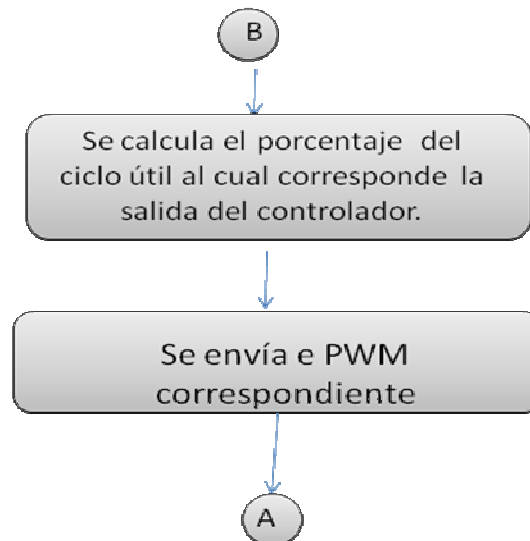 B
Se calcula el porcentaje del
ciclo útil al cual corresponde la
salida del controlador.
Se envía e PWM
correspondiente
A